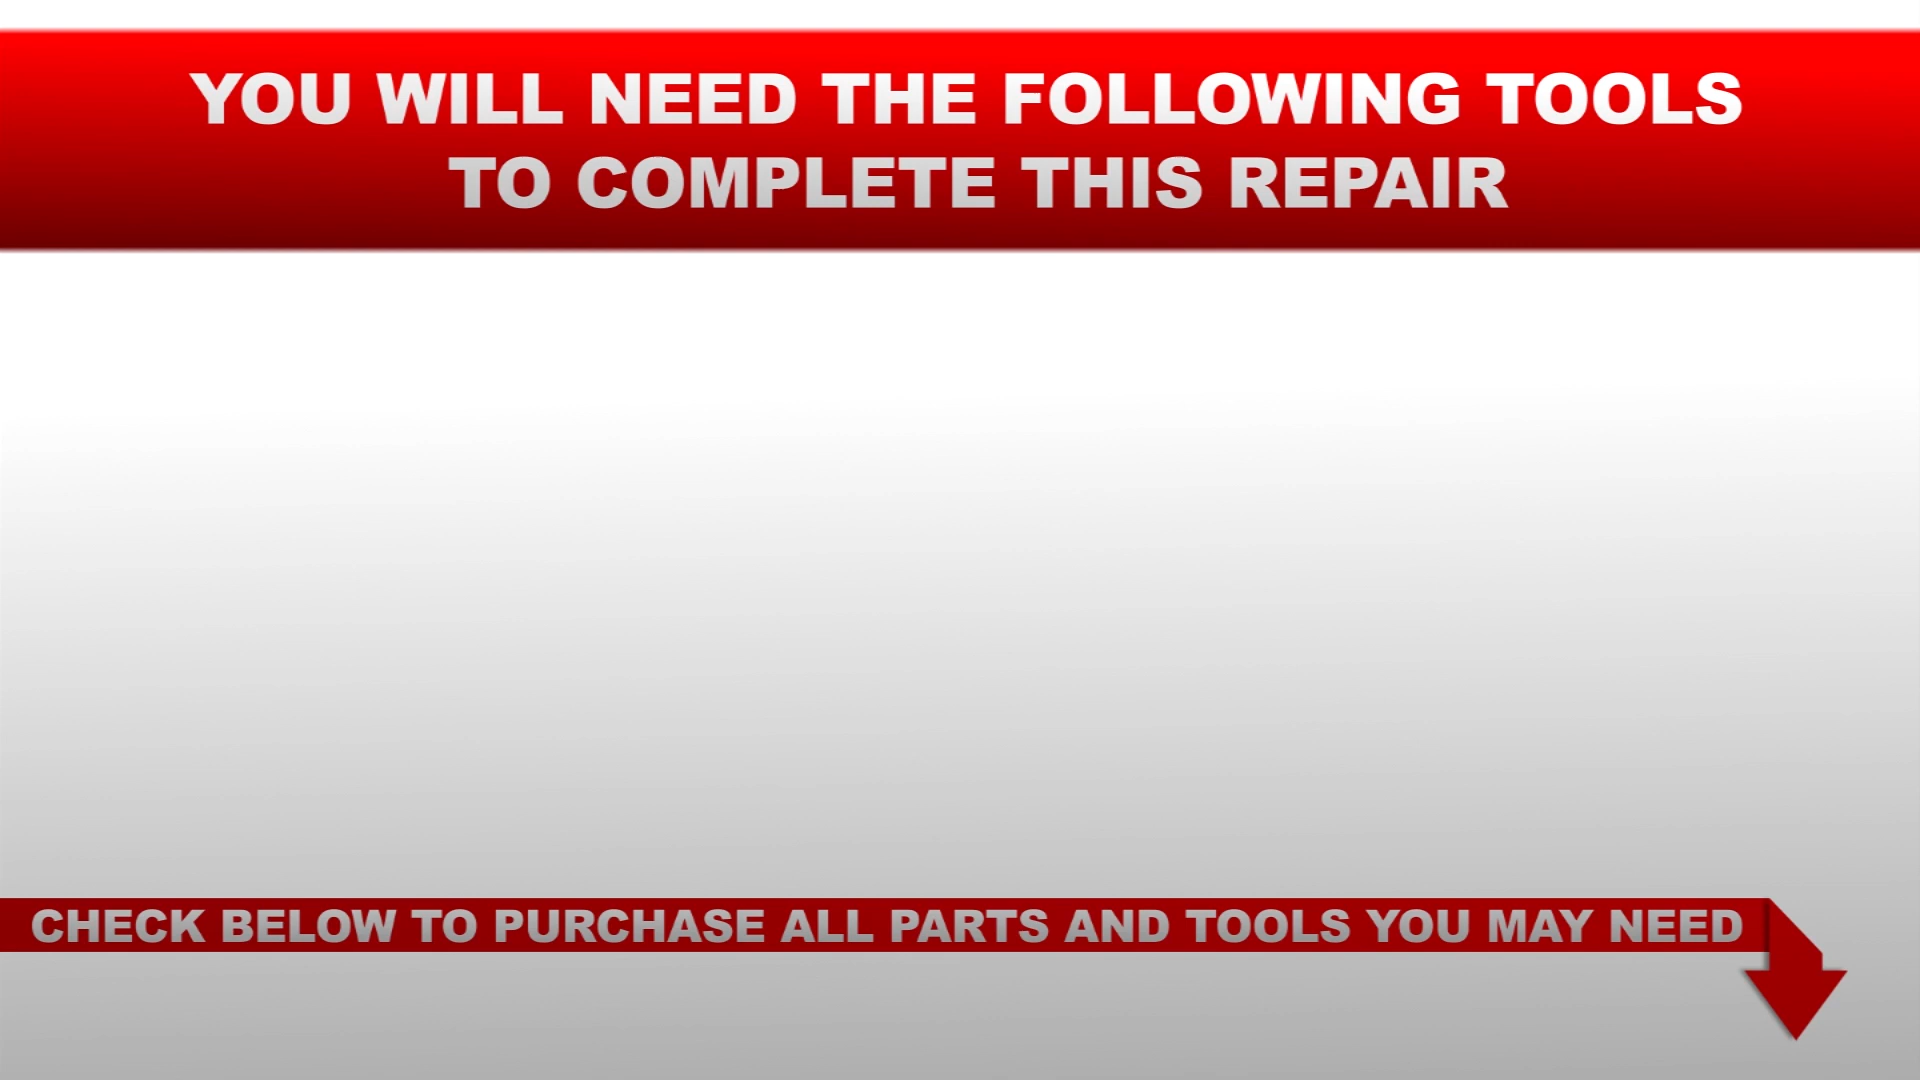 YOU WILL NEED THE FOLLOWING TOOLS
TO COMPLETE THIS REPAIR
CHECK BELOW TO PURCHASE ALL PARTS AND TOOLS YOU MAY NEED